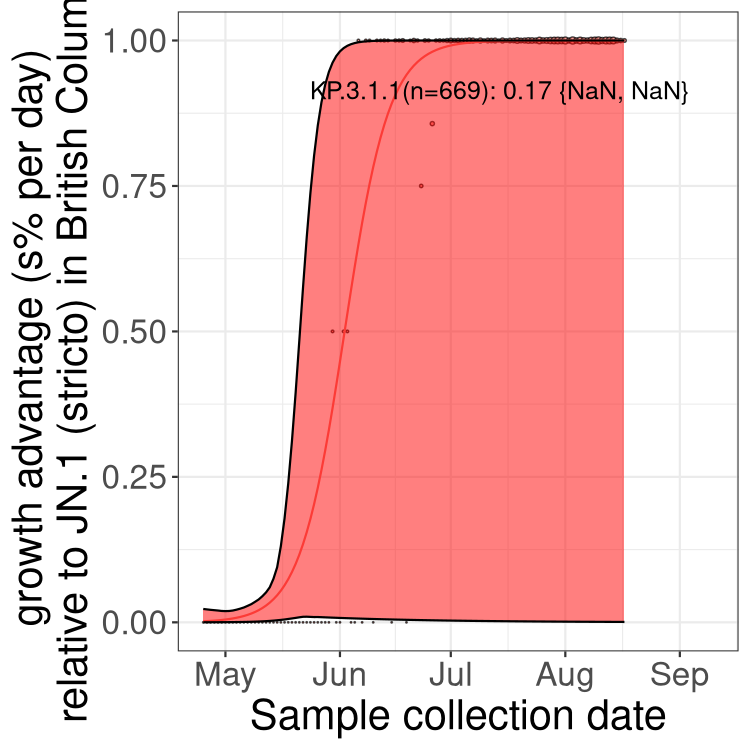 growth advantage (s% per day)
relative to JN.1 (stricto) in British Colum
1.00
0.75
0.50
0.25
0.00
KP.3.1.1(n=669): 0.17 {NaN, NaN}
May Jun Jul Aug Sep
Sample collection date